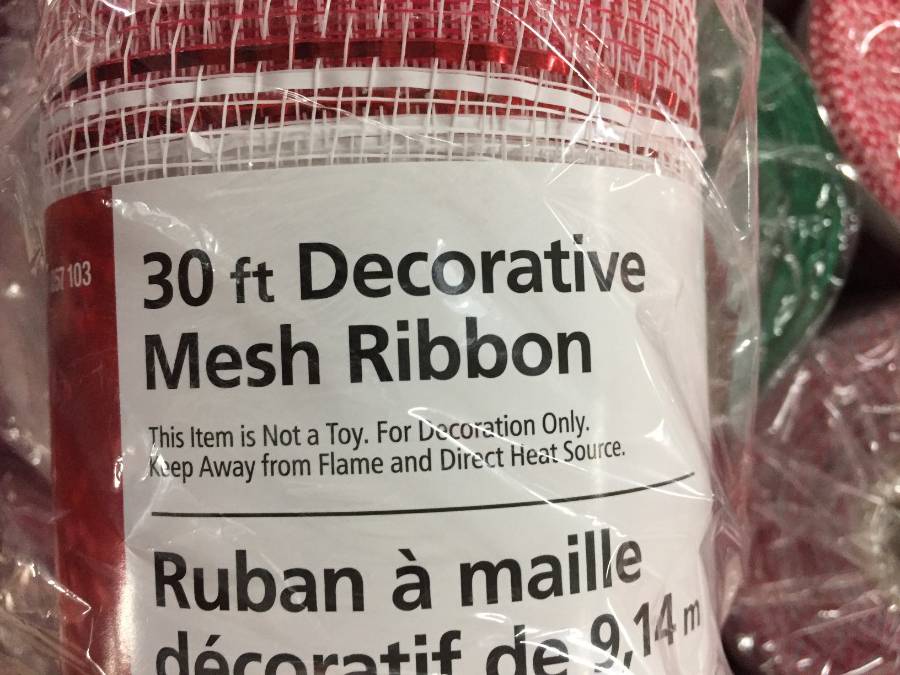 103
30 ft Decorative
Mesh Ribbon
This Item is Not a Toy. For Decoration Only.
Keep Away from Flame and Direct Heat Source.
Ruban à maille
décoratif de 9,14 m